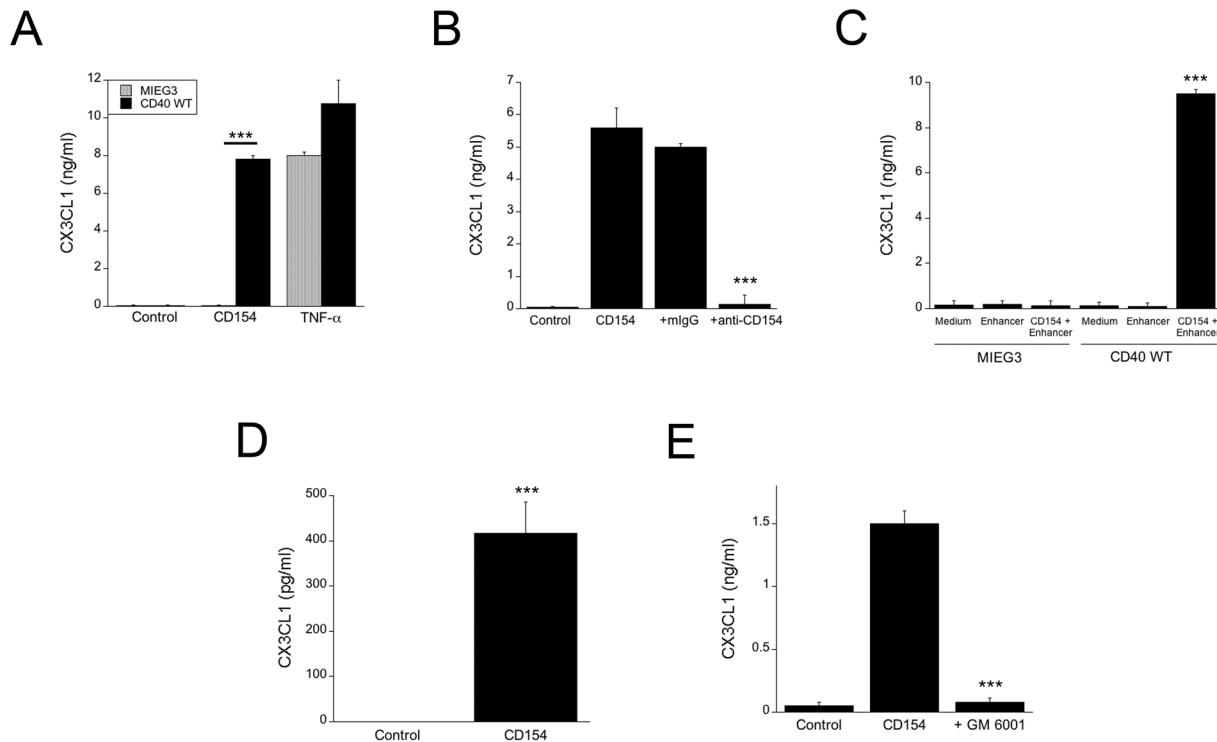 A
MIEG3
CD40 WT
CX3CL1 (ng/ml)
12
10
8
6
4
2
0
***
Control CD154 TNF-α
B
CX3CL1 (ng/ml)
7
6
5
4
3
2
1
0
***
Control CD154 +mIgG +anti-CD154
C
CX3CL1 (ng/ml)
10
8
6
4
2
0
***
Medium Enhancer CD154 + Medium Enhancer CD154 +
Enhancer Enhancer
MIEG3 CD40 WT
D
CX3CL1 (pg/ml)
500
400
300
200
100
0
***
Control CD154
E
CX3CL1 (ng/ml)
1.5
1
0.5
0
***
Control CD154 + GM 6001